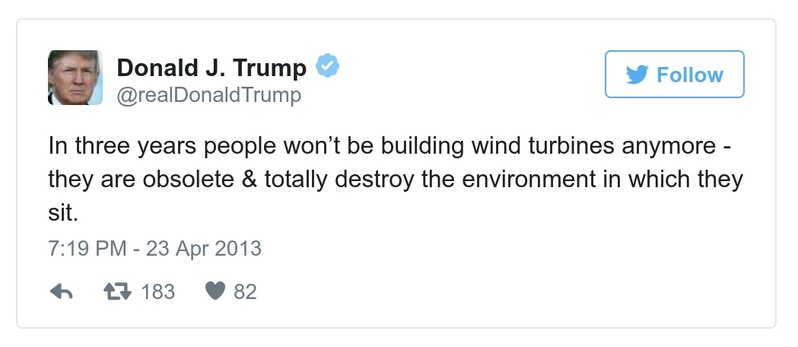 Donald J. Trump
@realDonaldTrump
Follow
In three years people won’t be building wind turbines anymore -
they are obsolete & totally destroy the environment in which they
sit.
7:19 PM - 23 Apr 2013
183 82